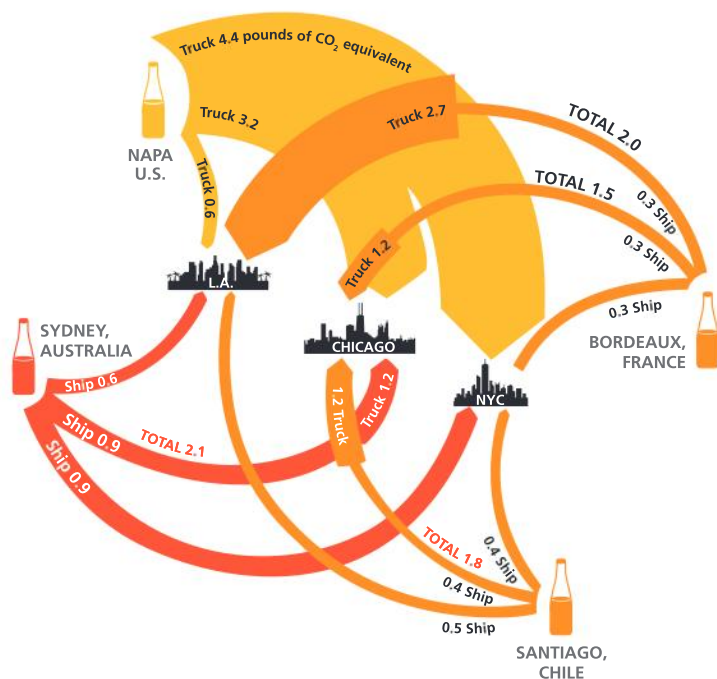 Truck 4.4 pounds of CO₂ equivalent
Truck 3.2
Truck 2.7
TOTAL 2.0
NAPA
U.S.
Truck 0.6
TOTAL 1.5
0.3 Ship
0.3 Ship
Truck 1.2
L.A.
0.3 Ship
SYDNEY,
AUSTRALIA
CHICAGO
BORDEAUX,
FRANCE
Ship 0.6
1.2 Truck
Truck 1.2
NYC
Ship 0.9
TOTAL 2.1
Ship 0.9
TOTAL 1.8
0.4 Ship
0.4 Ship
0.5 Ship
SANTIAGO,
CHILE